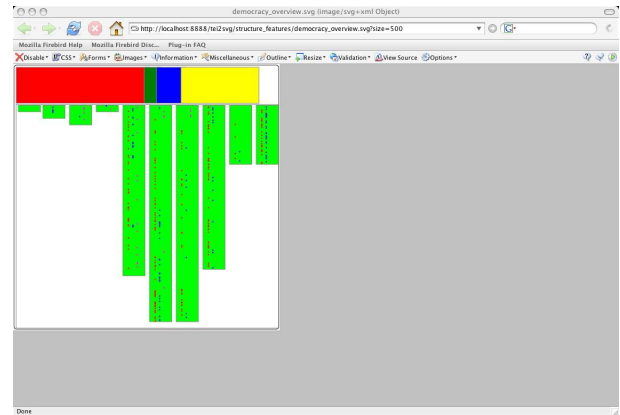 democracy_overview.svg (image/svg+xml Object)
http://localhost:8888/tei2svg/structure_features/democracy_overview.svg?size=500
Mozilla Firebird Help Mozilla Firebird Disc... Plug-in FAQ
Disable CSS Forms Images Information Miscellaneous Outline Resize Validation View Source Options
Done